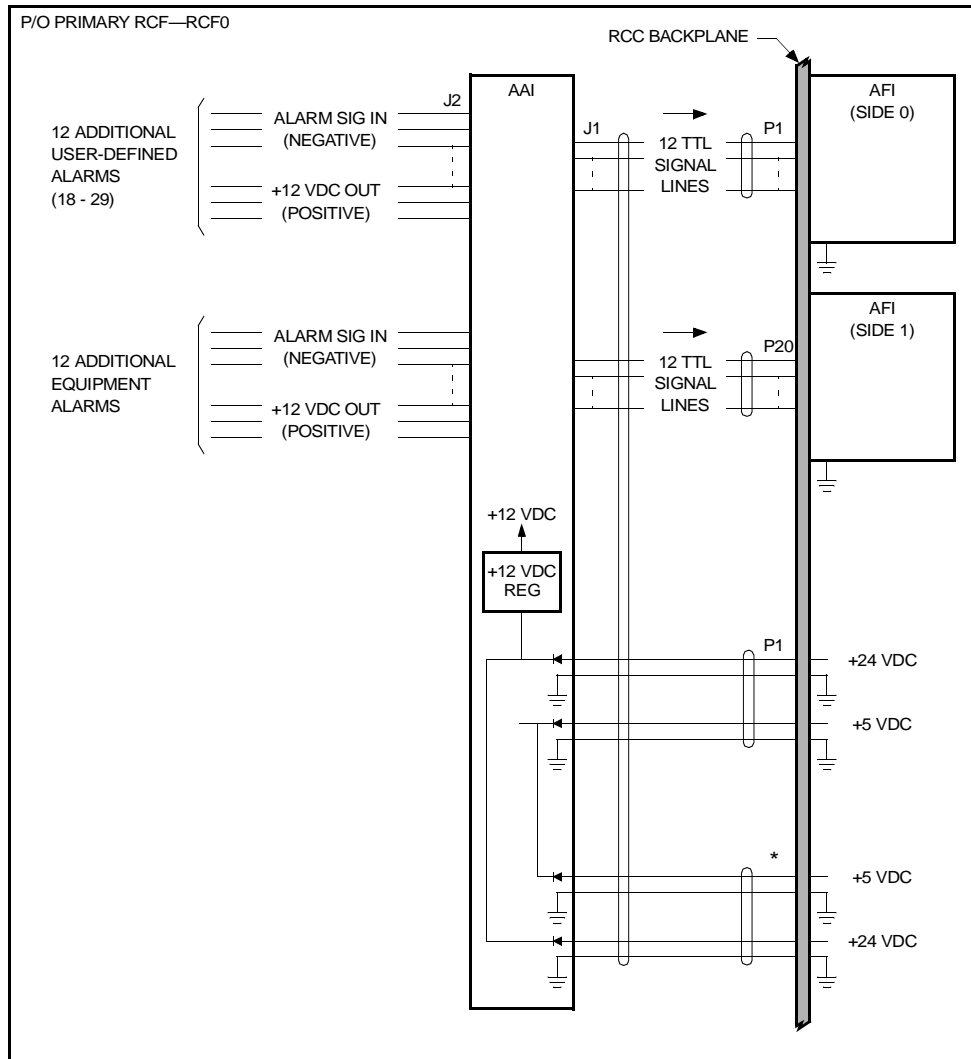 P/O PRIMARY RCF—RCF0
RCC BACKPLANE
12 ADDITIONAL
USER-DEFINED
ALARMS
(18 - 29)
ALARM SIG IN
(NEGATIVE)
+12 VDC OUT
(POSITIVE)
J2
AAI
J1
12 TTL
SIGNAL
LINES
P1
AFI
(SIDE 0)
12 ADDITIONAL
EQUIPMENT
ALARMS
ALARM SIG IN
(NEGATIVE)
+12 VDC OUT
(POSITIVE)
12 TTL
SIGNAL
LINES
P20
AFI
(SIDE 1)
+12 VDC
+12 VDC
REG
P1
+24 VDC
+5 VDC
*
+5 VDC
+24 VDC